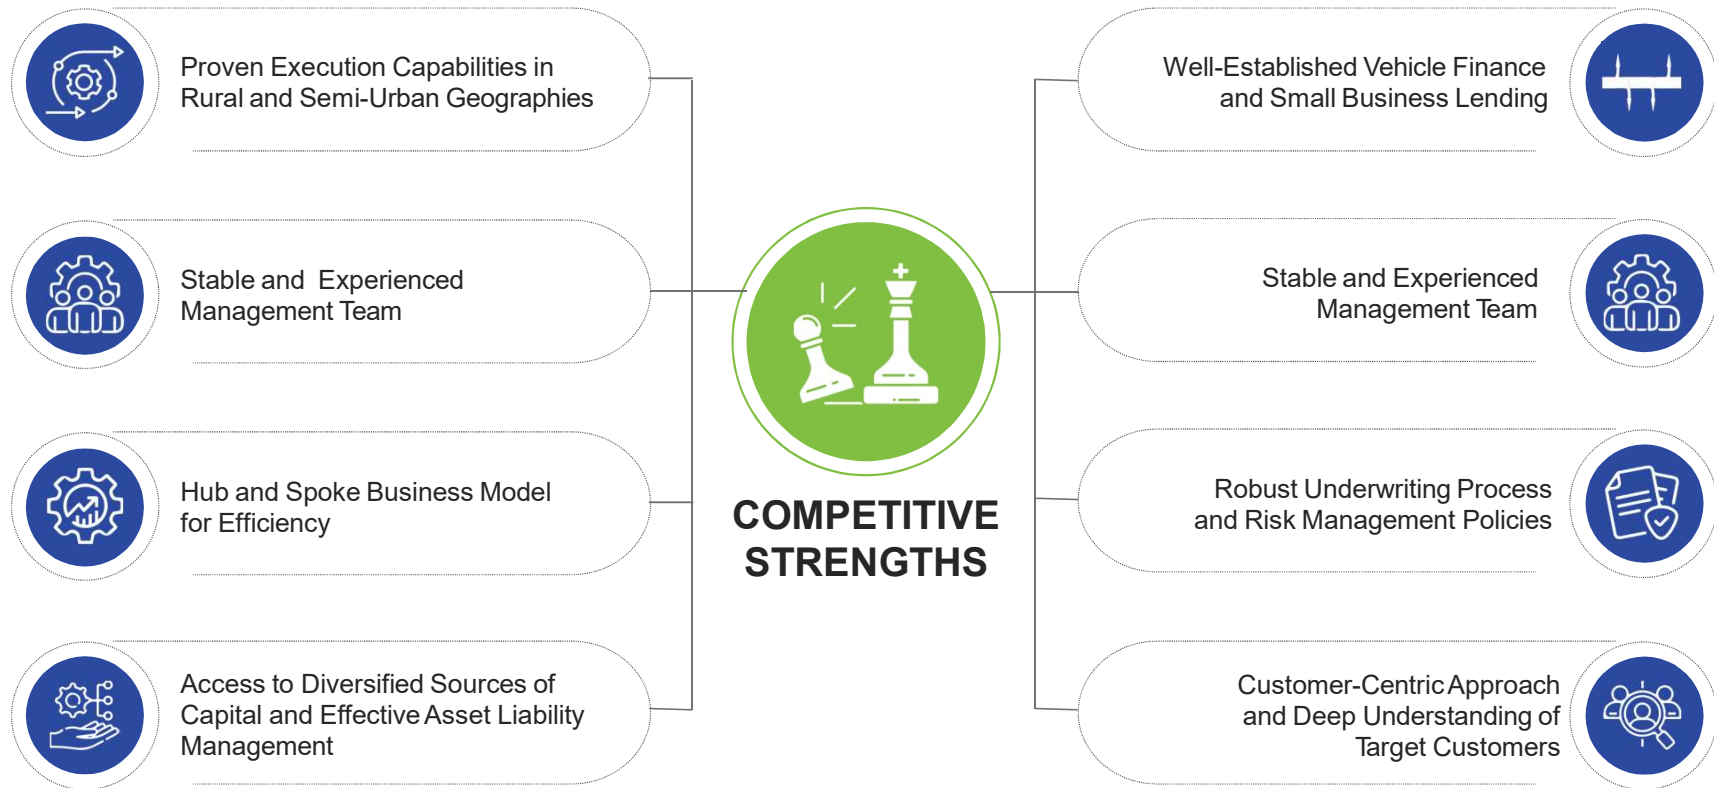 Proven Execution Capabilities in
Rural and Semi-Urban Geographies
Stable and Experienced
Management Team
Hub and Spoke Business Model
for Efficiency
Access to Diversified Sources of
Capital and Effective Asset Liability
Management
COMPETITIVE
STRENGTHS
Well-Established Vehicle Finance
and Small Business Lending
Stable and Experienced
Management Team
Robust Underwriting Process
and Risk Management Policies
Customer-Centric Approach
and Deep Understanding of
Target Customers